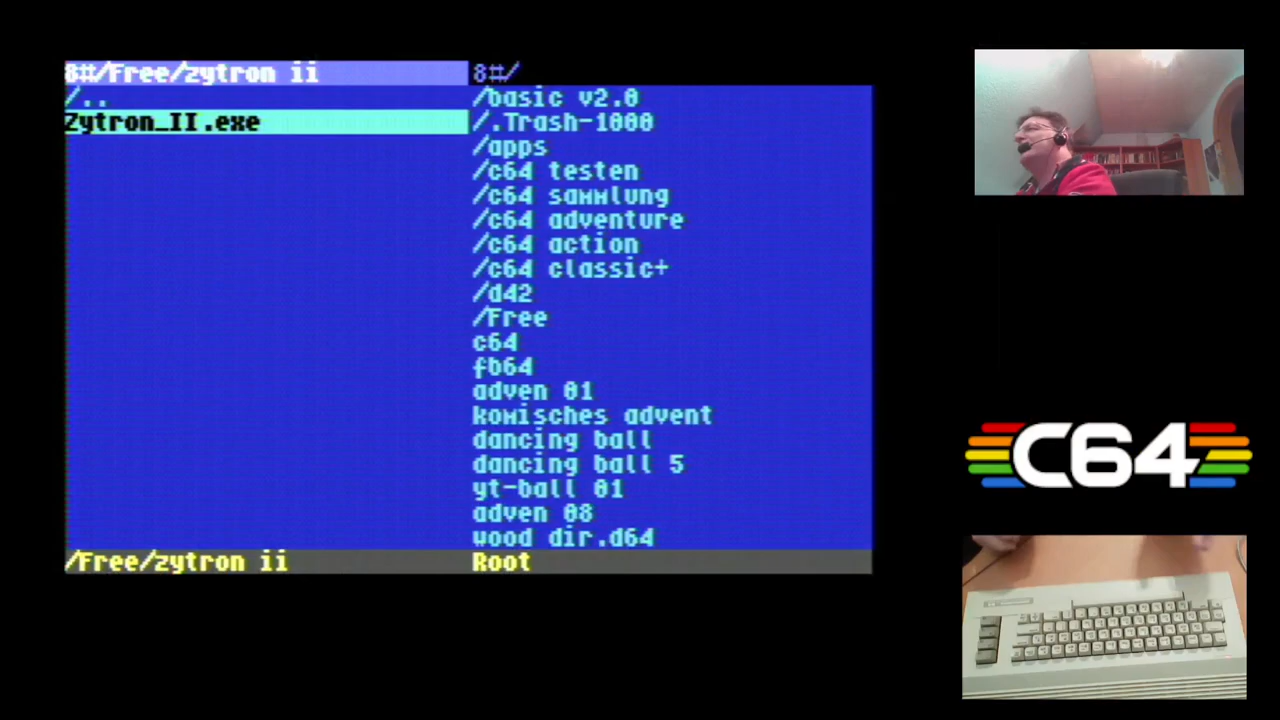 8#/Free/zytron ii
/..
Zytron_II.exe
/Free/zytron ii
8#/
/basic v2.0
/.Trash-1000
/apps
/c64 testen
/c64 sammlung
/c64 adventure
/c64 action
/c64 classic+
/d42
/Free
c64
fb64
adven 01
komisches advent
dancing ball
dancing ball 5
yt-ball 01
adven 08
wood dir.d64
Root
C64